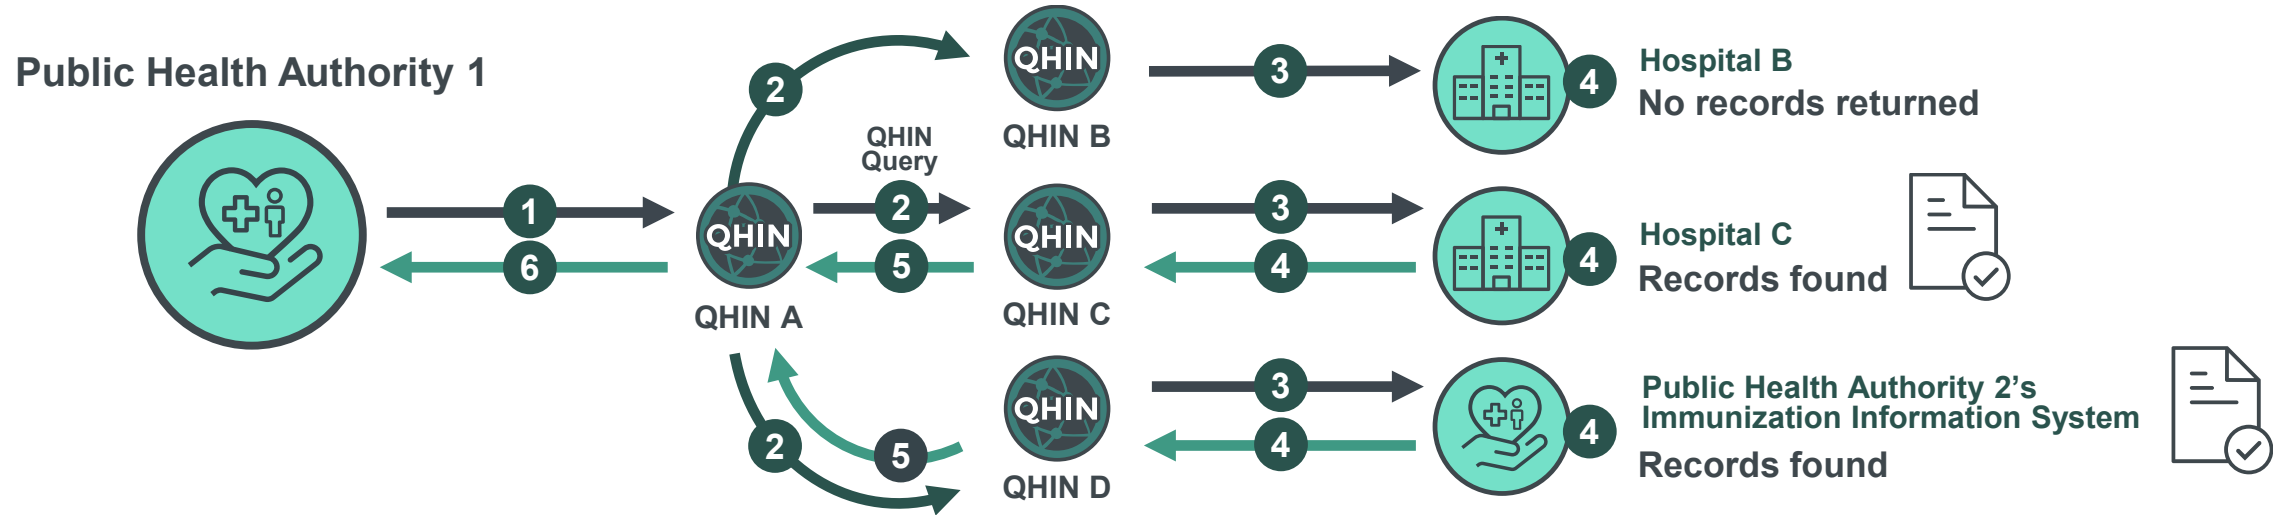 Public Health Authority 1
1
6
QHIN
QHIN A
2
QHIN
Query
2
5
2
5
QHIN
QHIN B
3
4
Hospital B
No records returned
QHIN
QHIN C
3
4
4
Hospital C
Records found
QHIN
QHIN D
3
4
4
Public Health Authority 2’s
Immunization Information System
Records found